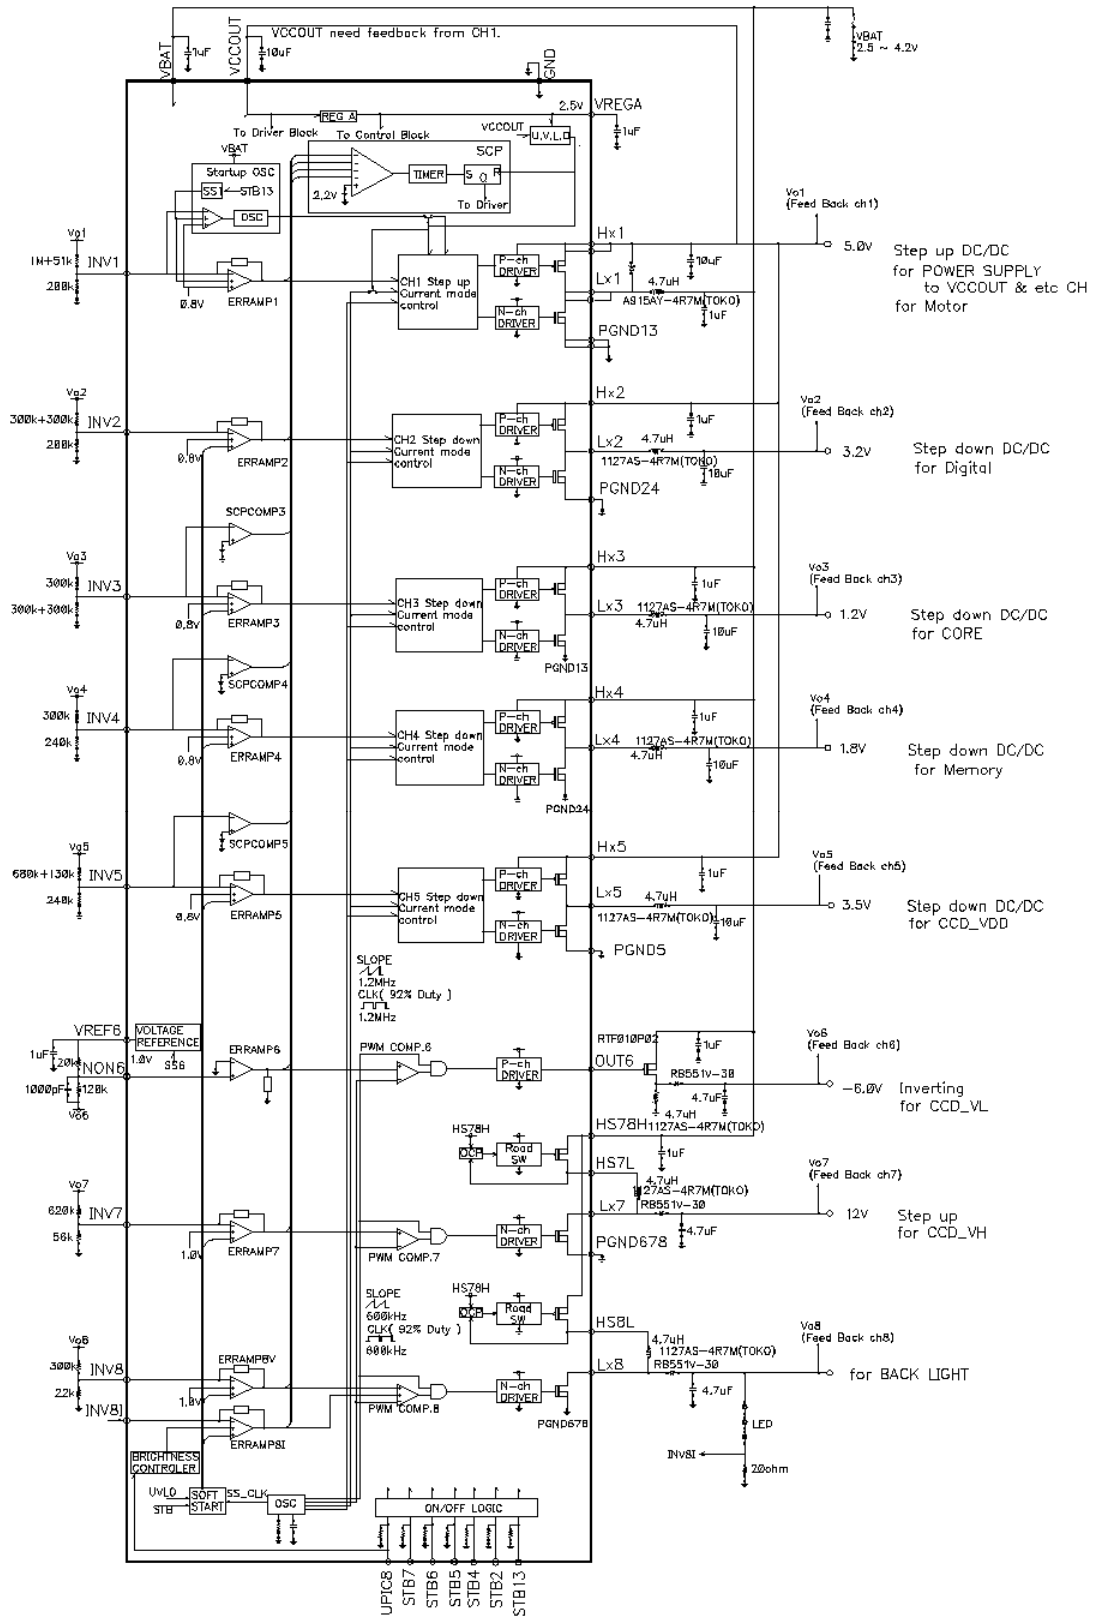 VCCOUT need feedback from CH1.
VBAT
1uF
VCCOUT
10uF
GND
VBAT
2.5 ~ 4.2V
2.5V
VREGA
REG A
To Driver Block
To Control Block
VCCOUT
U.V.L.O
1uF
SCP
VBAT
Startup OSC
SS1
STB13
OSC
TIMER
S Q R
2.2V
To Driver
Vo1
(Feed Back ch1)
Vo1
1M+51k
INV1
200k
0.8V
ERRAMP1
CH1 Step up
Current mode
control
P-ch
DRIVER
N-ch
DRIVER
Hx1
Lx1
PGND13
10uF
4.7uH
A915AY-4R7M(TOKO)
1uF
5.0V
Step up DC/DC
for POWER SUPPLY
to VCCOUT & etc CH
for Motor
Vo2
300k+300k
INV2
200k
0.8V
ERRAMP2
CH2 Step down
Current mode
control
P-ch
DRIVER
N-ch
DRIVER
Hx2
Lx2
PGND24
1uF
4.7uH
1127AS-4R7M(TOKO)
10uF
Vo2
(Feed Back ch2)
3.2V
Step down DC/DC
for Digital
SCPCOMP3
Vo3
300k
INV3
300k+300k
0.8V
ERRAMP3
CH3 Step down
Current mode
control
P-ch
DRIVER
N-ch
DRIVER
Hx3
Lx3
PGND13
1uF
1127AS-4R7M(TOKO)
4.7uH
10uF
Vo3
(Feed Back ch3)
1.2V
Step down DC/DC
for CORE
SCPCOMP4
Vo4
300k
INV4
240k
0.8V
ERRAMP4
CH4 Step down
Current mode
control
P-ch
DRIVER
N-ch
DRIVER
Hx4
Lx4
PGND24
1uF
1127AS-4R7M(TOKO)
4.7uH
10uF
Vo4
(Feed Back ch4)
1.8V
Step down DC/DC
for Memory
SCPCOMP5
Vo5
680k+130k
INV5
240k
0.8V
ERRAMP5
CH5 Step down
Current mode
control
P-ch
DRIVER
N-ch
DRIVER
Hx5
Lx5
PGND5
1uF
4.7uH
1127AS-4R7M(TOKO)
10uF
Vo5
(Feed Back ch5)
3.5V
Step down DC/DC
for CCD_VDD
SLOPE
1.2MHz
CLK( 92% Duty )
1.2MHz
VREF6
VOLTAGE
REFERENCE
1.0V
SS6
1uF
20k
NON6
1000pF
120k
Vo6
ERRAMP6
PWM COMP.6
P-ch
DRIVER
RTF010P02
OUT6
1uF
RB551V-30
4.7uF
4.7uH
1127AS-4R7M(TOKO)
Vo6
(Feed Back ch6)
-6.0V
Inverting
for CCD_VL
HS78H
HS78H
OCP
Road
SW
1uF
HS7L
4.7uH
1127AS-4R7M(TOKO)
RB551V-30
Vo7
620k
INV7
56k
1.0V
ERRAMP7
PWM COMP.7
N-ch
DRIVER
Lx7
PGND678
4.7uF
Vo7
(Feed Back ch7)
12V
Step up
for CCD_VH
SLOPE
600kHz
CLK( 92% Duty )
600kHz
HS78H
OCP
Road
SW
HS8L
4.7uH
1127AS-4R7M(TOKO)
RB551V-30
300k
INV8
22k
INV8I
ERRAMP8V
1.0V
ERRAMP8I
PWM COMP.8
N-ch
DRIVER
Lx8
PGND678
4.7uF
Vo8
(Feed Back ch8)
for BACK LIGHT
LED
INV8I
20ohm
BRIGHTNESS
CONTROLER
UVLO
STB
SOFT
START
SS_CLK
OSC
ON/OFF LOGIC
UPIC8
STB7
STB6
STB5
STB4
STB2
STB13